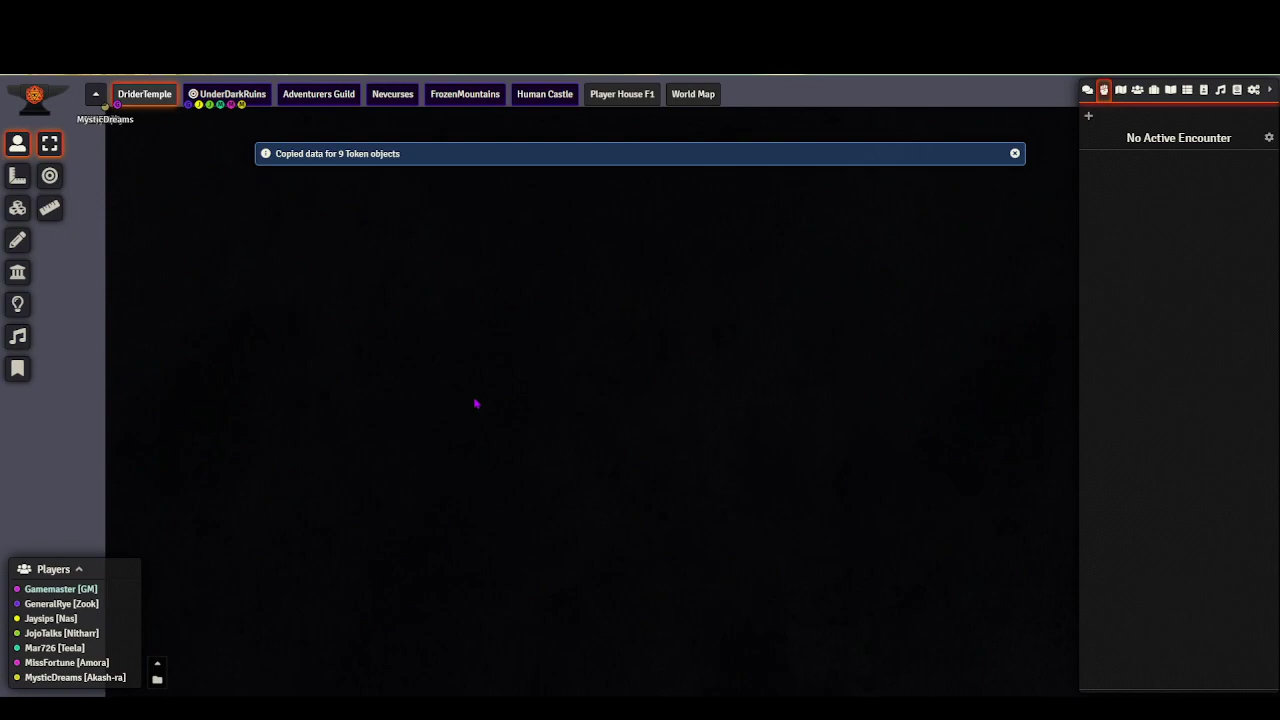 DriderTemple
UnderDarkRuins
Adventurers Guild
Nevcurses
FrozenMountains
Human Castle
Player House F1
World Map
G
G J J M M M
MysticDreams
Copied data for 9 Token objects
No Active Encounter
Players
Gamemaster [GM]
GeneralRye [Zook]
Jaysips [Nas]
JojoTalks [Nitharr]
Mar726 [Teela]
MissFortune [Amora]
MysticDreams [Akash-ra]